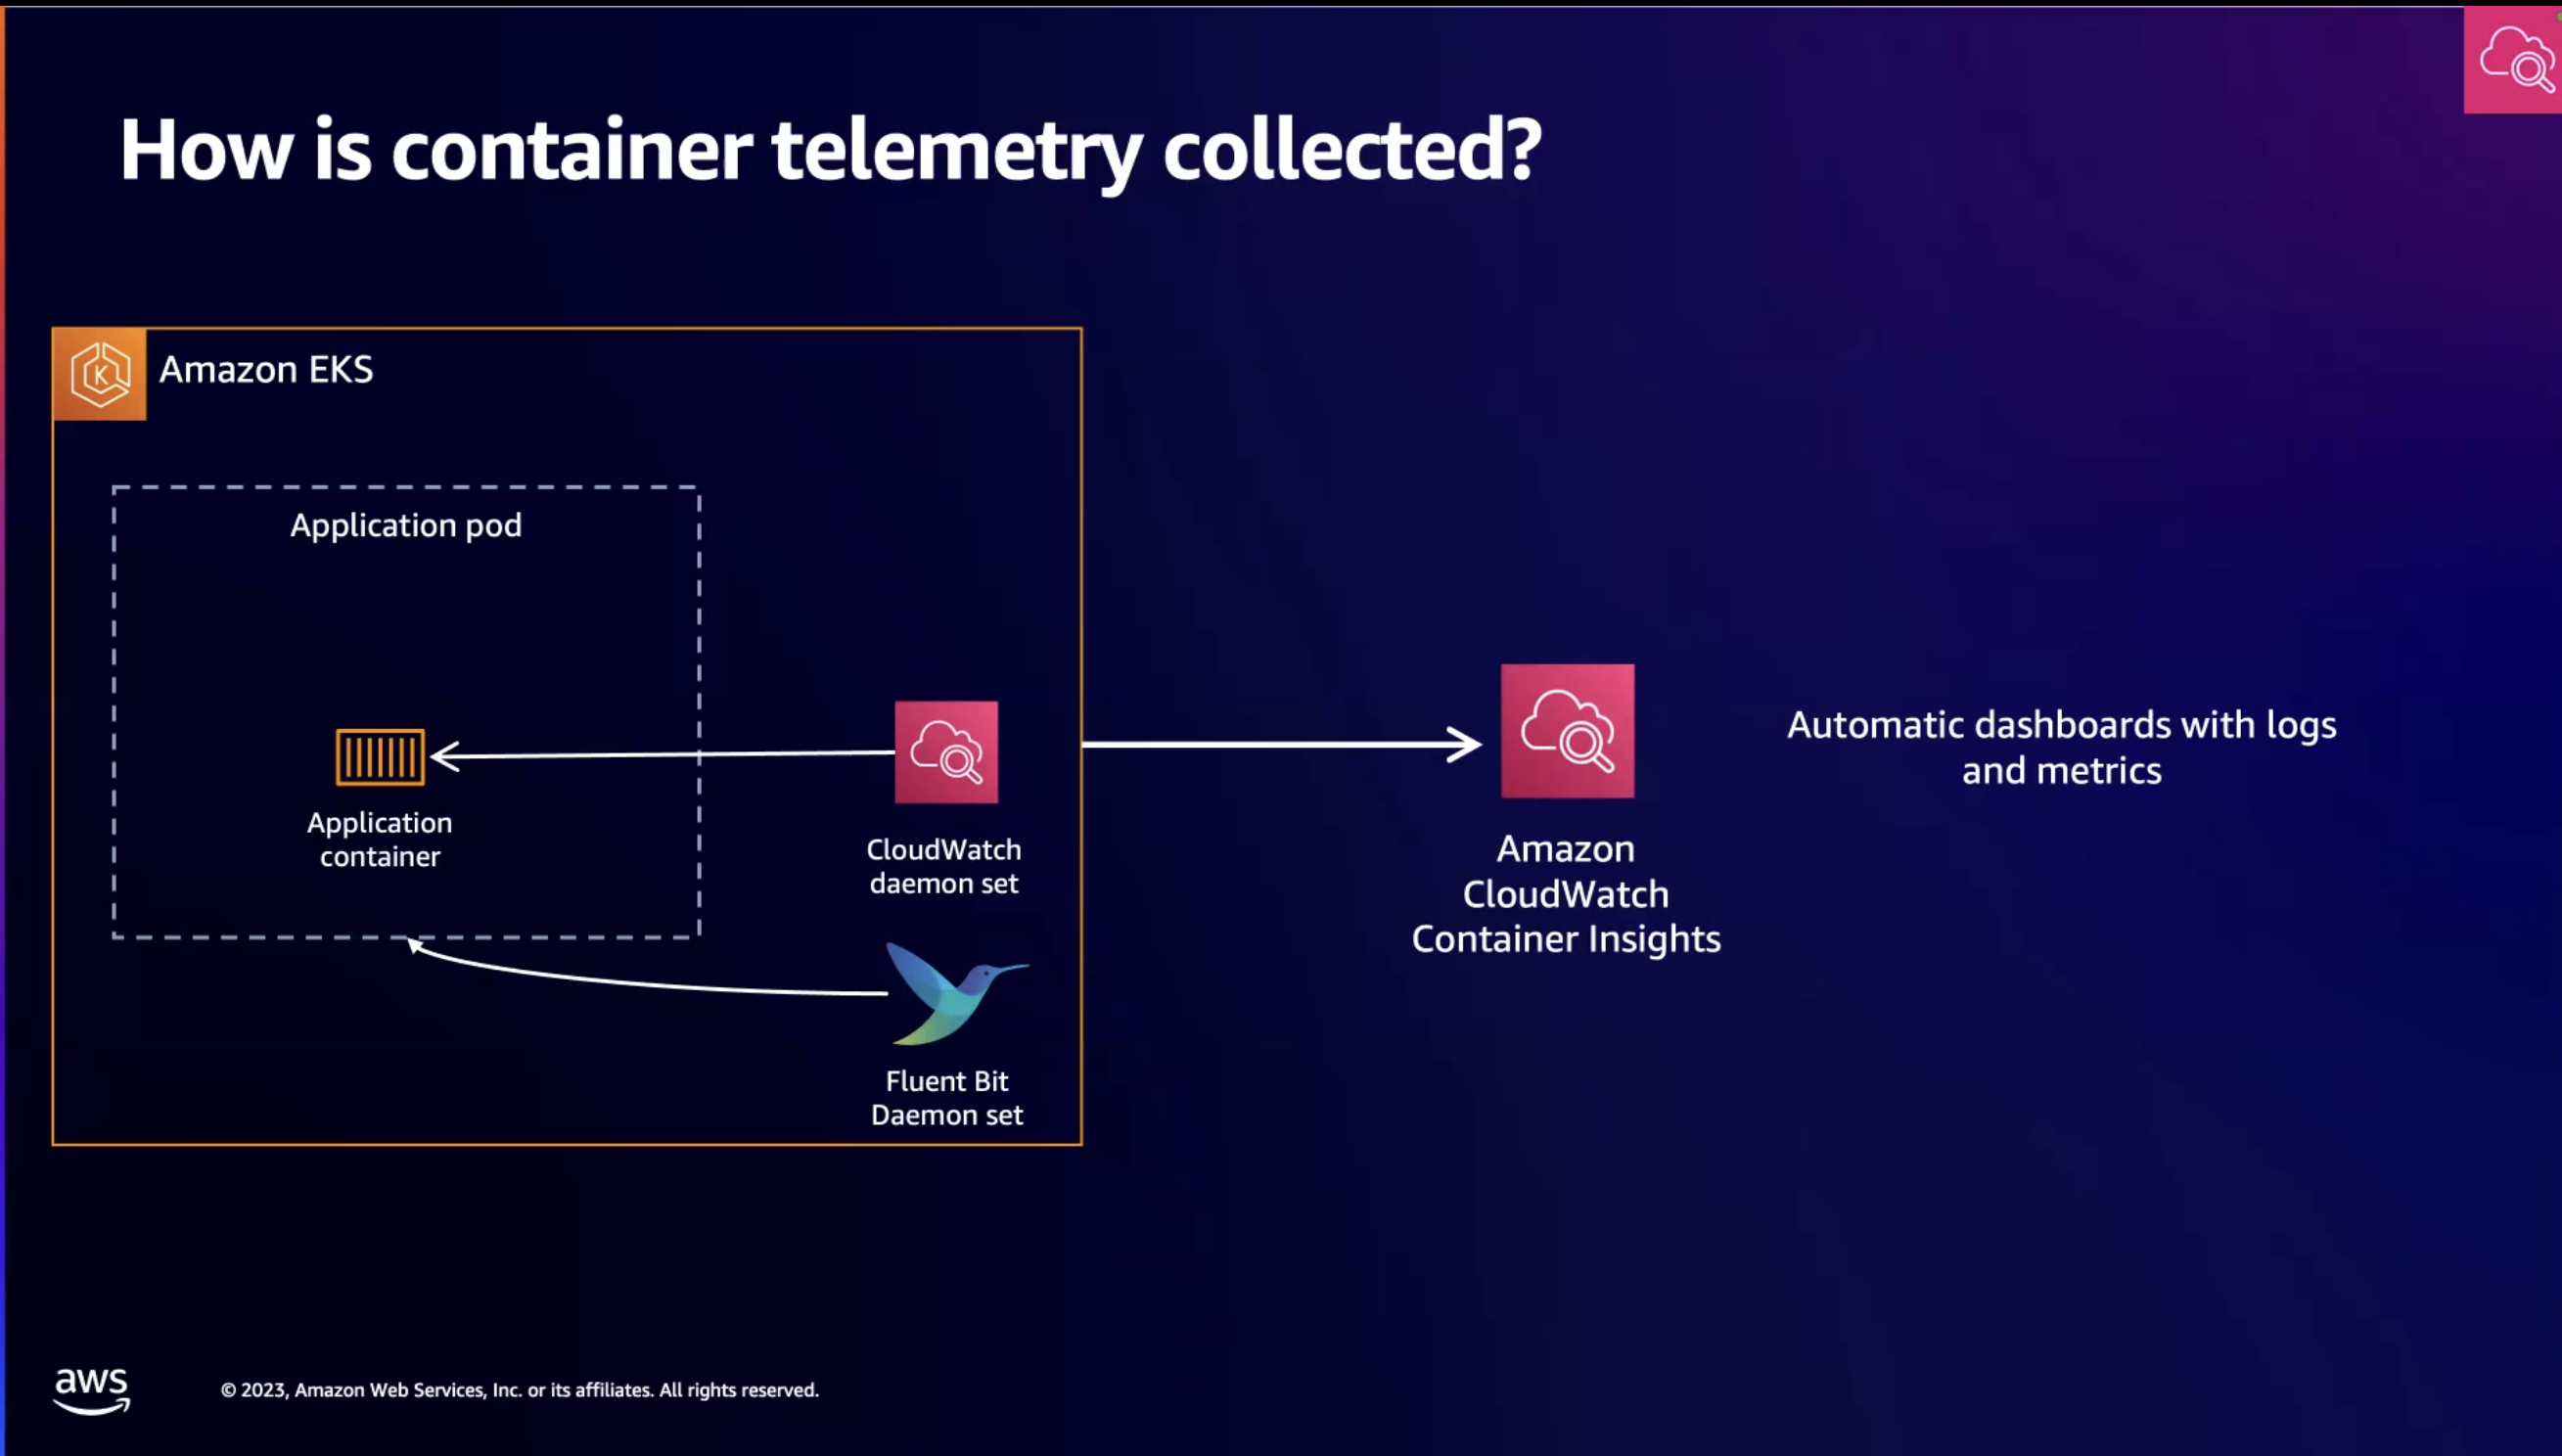 How is container telemetry collected?
Amazon EKS
Application pod
Application
container
CloudWatch
daemon set
Fluent Bit
Daemon set
Amazon
CloudWatch
Container Insights
Automatic dashboards with logs
and metrics
aws
© 2023, Amazon Web Services, Inc. or its affiliates. All rights reserved.